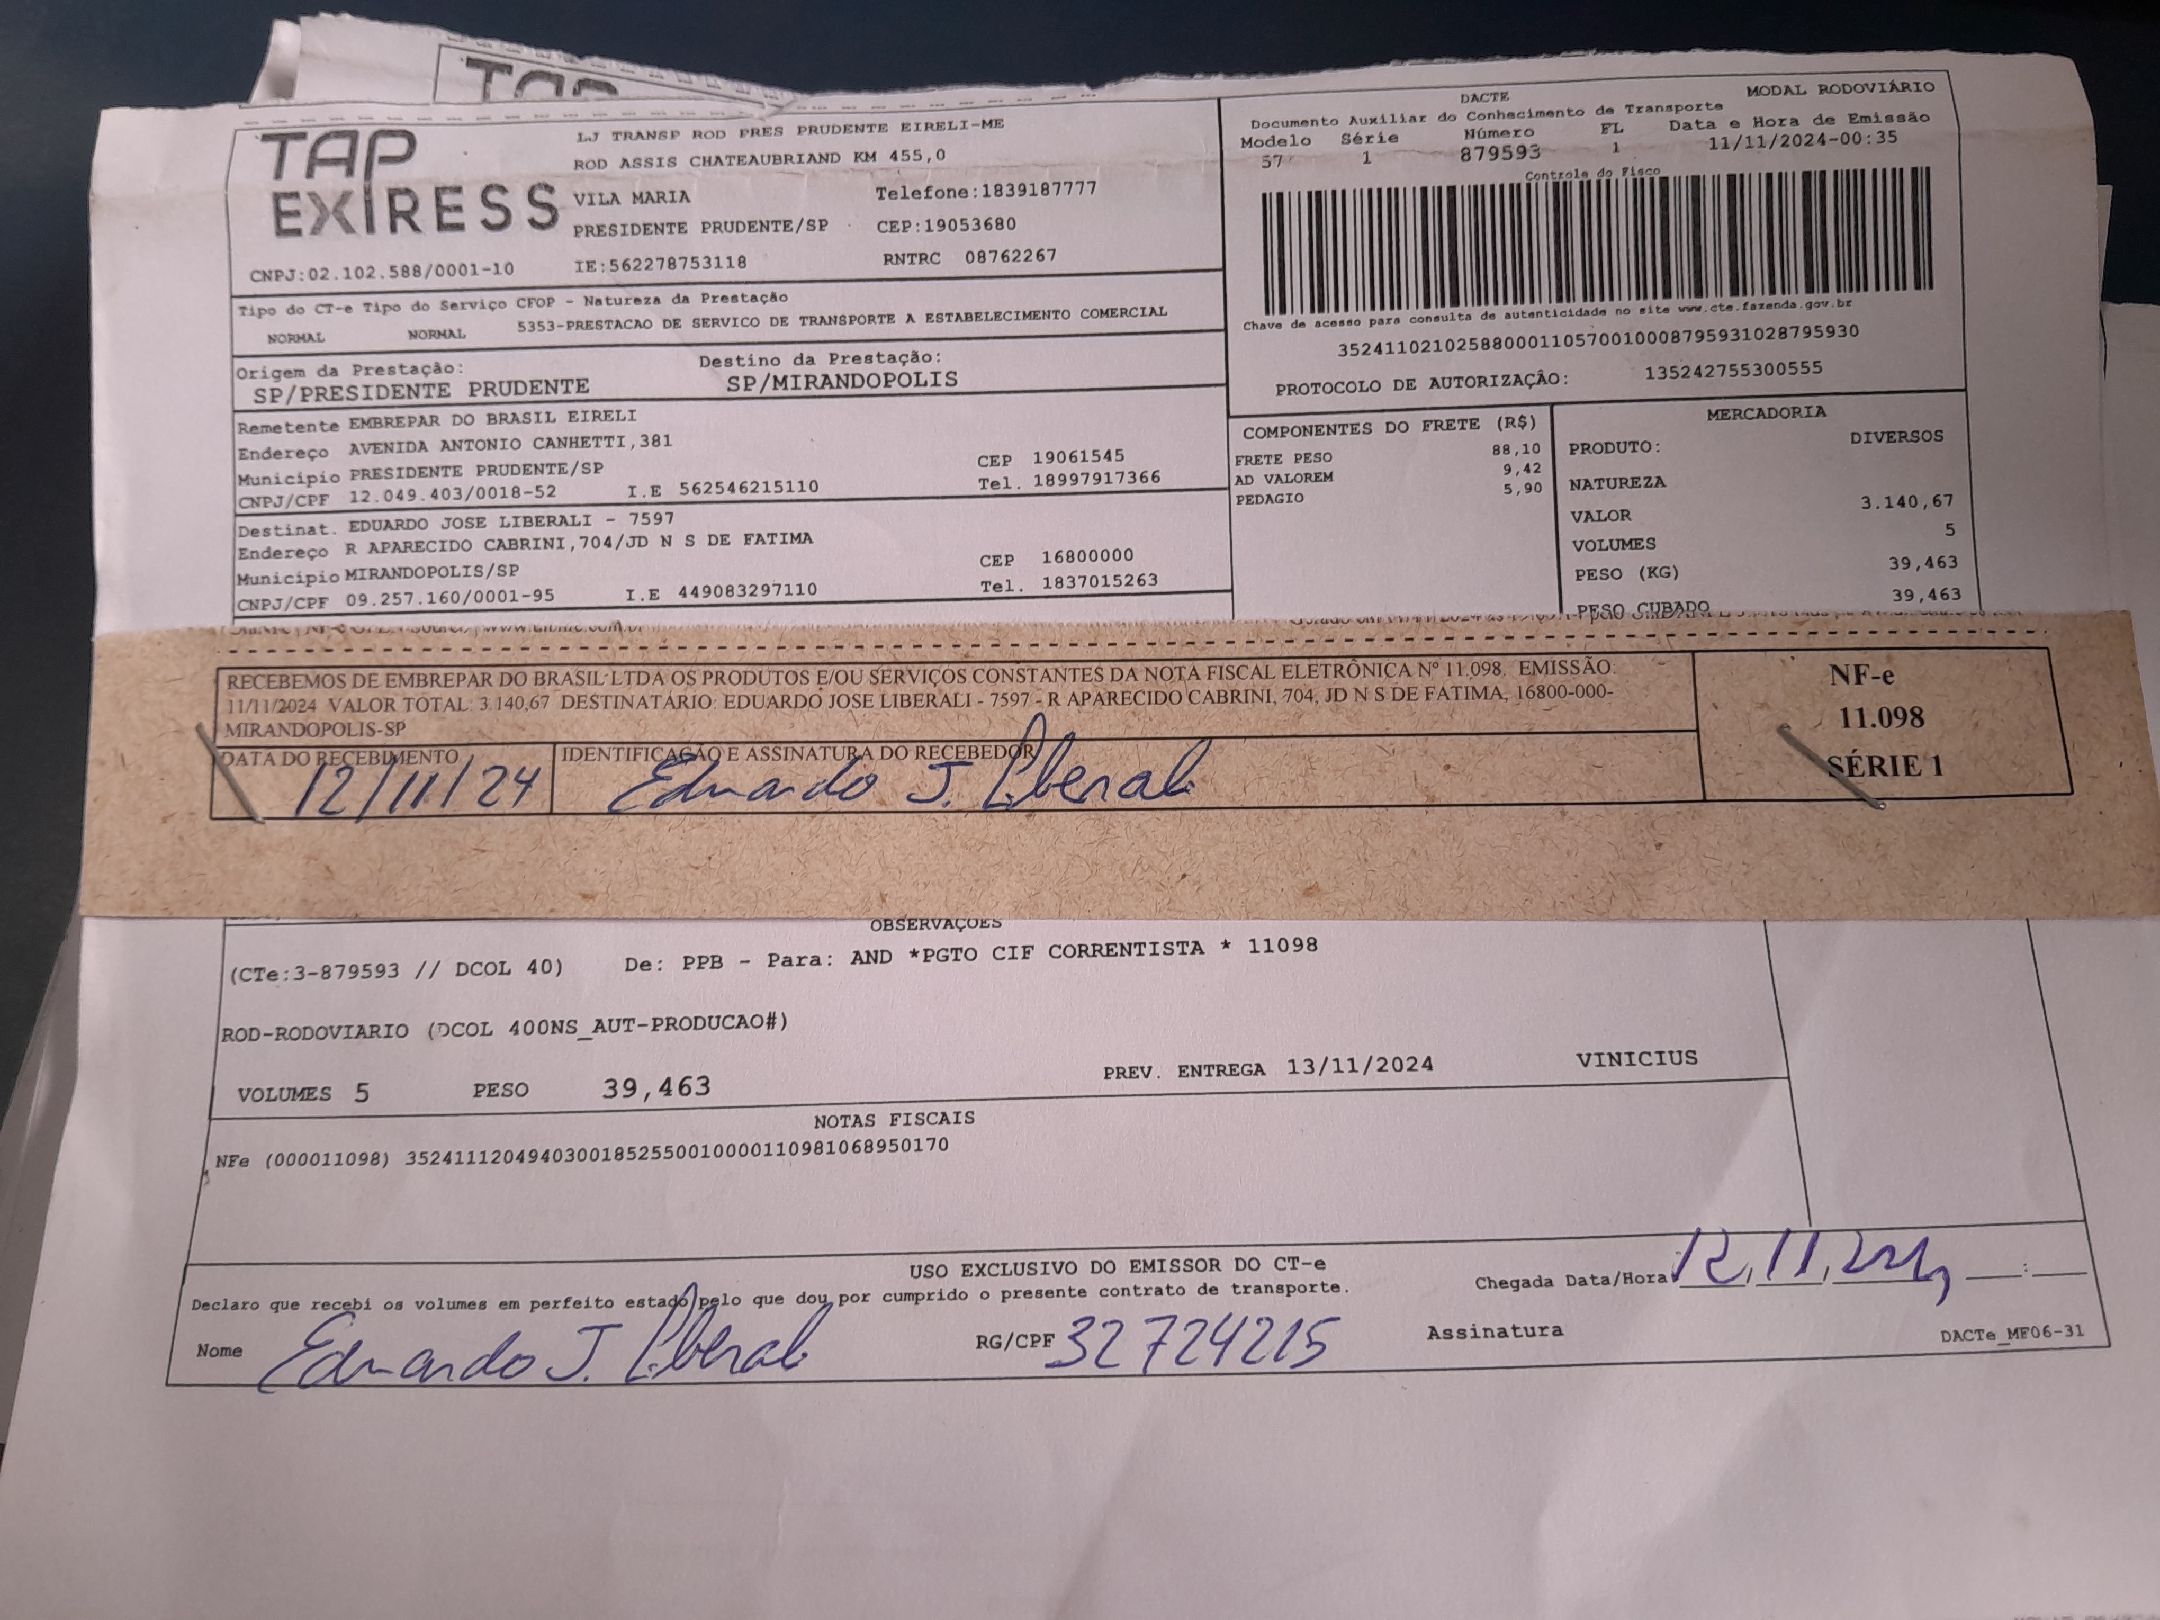 TAP
TAP
EXIRESS
LJ TRANSP ROD PRES PRUDENTE EIRELI-ME
ROD ASSIS CHATEAUBRIAND KM 455,0
VILA MARIA Telefone:1839187777
PRESIDENTE PRUDENTE/SP CEP:19053680
CNPJ:02.102.588/0001-10 IE:562278753118 RNTRC 08762267
DACTE MODAL RODOVIÁRIO
Documento Auxiliar do Conhecimento de Transporte
Modelo Série Número FL Data e Hora de Emissão
57 1 879593 1 11/11/2024-00:35
Controle do Fisco
Chave de acesso para consulta de autenticidade no site www.cte.fazenda.gov.br
35241102102588000110570010008795931028795930
PROTOCOLO DE AUTORIZAÇÃO: 135242755300555
Tipo do CT-e Tipo do Serviço CFOP - Natureza da Prestação
NORMAL NORMAL 5353-PRESTACAO DE SERVICO DE TRANSPORTE A ESTABELECIMENTO COMERCIAL
Origem da Prestação: Destino da Prestação:
SP/PRESIDENTE PRUDENTE SP/MIRANDOPOLIS
Remetente EMBREPAR DO BRASIL EIRELI
Endereço AVENIDA ANTONIO CANHETTI,381
Município PRESIDENTE PRUDENTE/SP CEP 19061545
CNPJ/CPF 12.049.403/0018-52 I.E 562546215110 Tel. 18997917366
Destinat. EDUARDO JOSE LIBERALI - 7597
Endereço R APARECIDO CABRINI,704/JD N S DE FATIMA
Município MIRANDOPOLIS/SP CEP 16800000
CNPJ/CPF 09.257.160/0001-95 I.E 449083297110 Tel. 1837015263
COMPONENTES DO FRETE (R$)
FRETE PESO 88,10
AD VALOREM 9,42
PEDAGIO 5,90
MERCADORIA
PRODUTO: DIVERSOS
NATUREZA
VALOR 3.140,67
VOLUMES 5
PESO (KG) 39,463
PESO CUBADO 39,463
RECEBEMOS DE EMBREPAR DO BRASIL LTDA OS PRODUTOS E/OU SERVIÇOS CONSTANTES DA NOTA FISCAL ELETRÔNICA Nº 11.098. EMISSÃO:
11/11/2024 VALOR TOTAL: 3.140,67 DESTINATÁRIO: EDUARDO JOSE LIBERALI - 7597 - R APARECIDO CABRINI, 704, JD N S DE FATIMA, 16800-000-
MIRANDOPOLIS-SP
DATA DO RECEBIMENTO IDENTIFICAÇÃO E ASSINATURA DO RECEBEDOR
12/11/24 Eduardo J. Liberali
NF-e
11.098
SÉRIE 1
OBSERVAÇÕES
(CTe:3-879593 // DCOL 40) De: PPB - Para: AND *PGTO CIF CORRENTISTA * 11098
ROD-RODOVIARIO (DCOL 400NS_AUT-PRODUCAO#)
VOLUMES 5 PESO 39,463 PREV. ENTREGA 13/11/2024 VINICIUS
NOTAS FISCAIS
NFe (000011098) 35241112049403001852550010000110981068950170
USO EXCLUSIVO DO EMISSOR DO CT-e
Declaro que recebi os volumes em perfeito estado pelo que dou por cumprido o presente contrato de transporte.
Chegada Data/Hora 12,11,2024, :
Nome Eduardo J. Liberali RG/CPF 32724215 Assinatura
DACTe_MF06-31